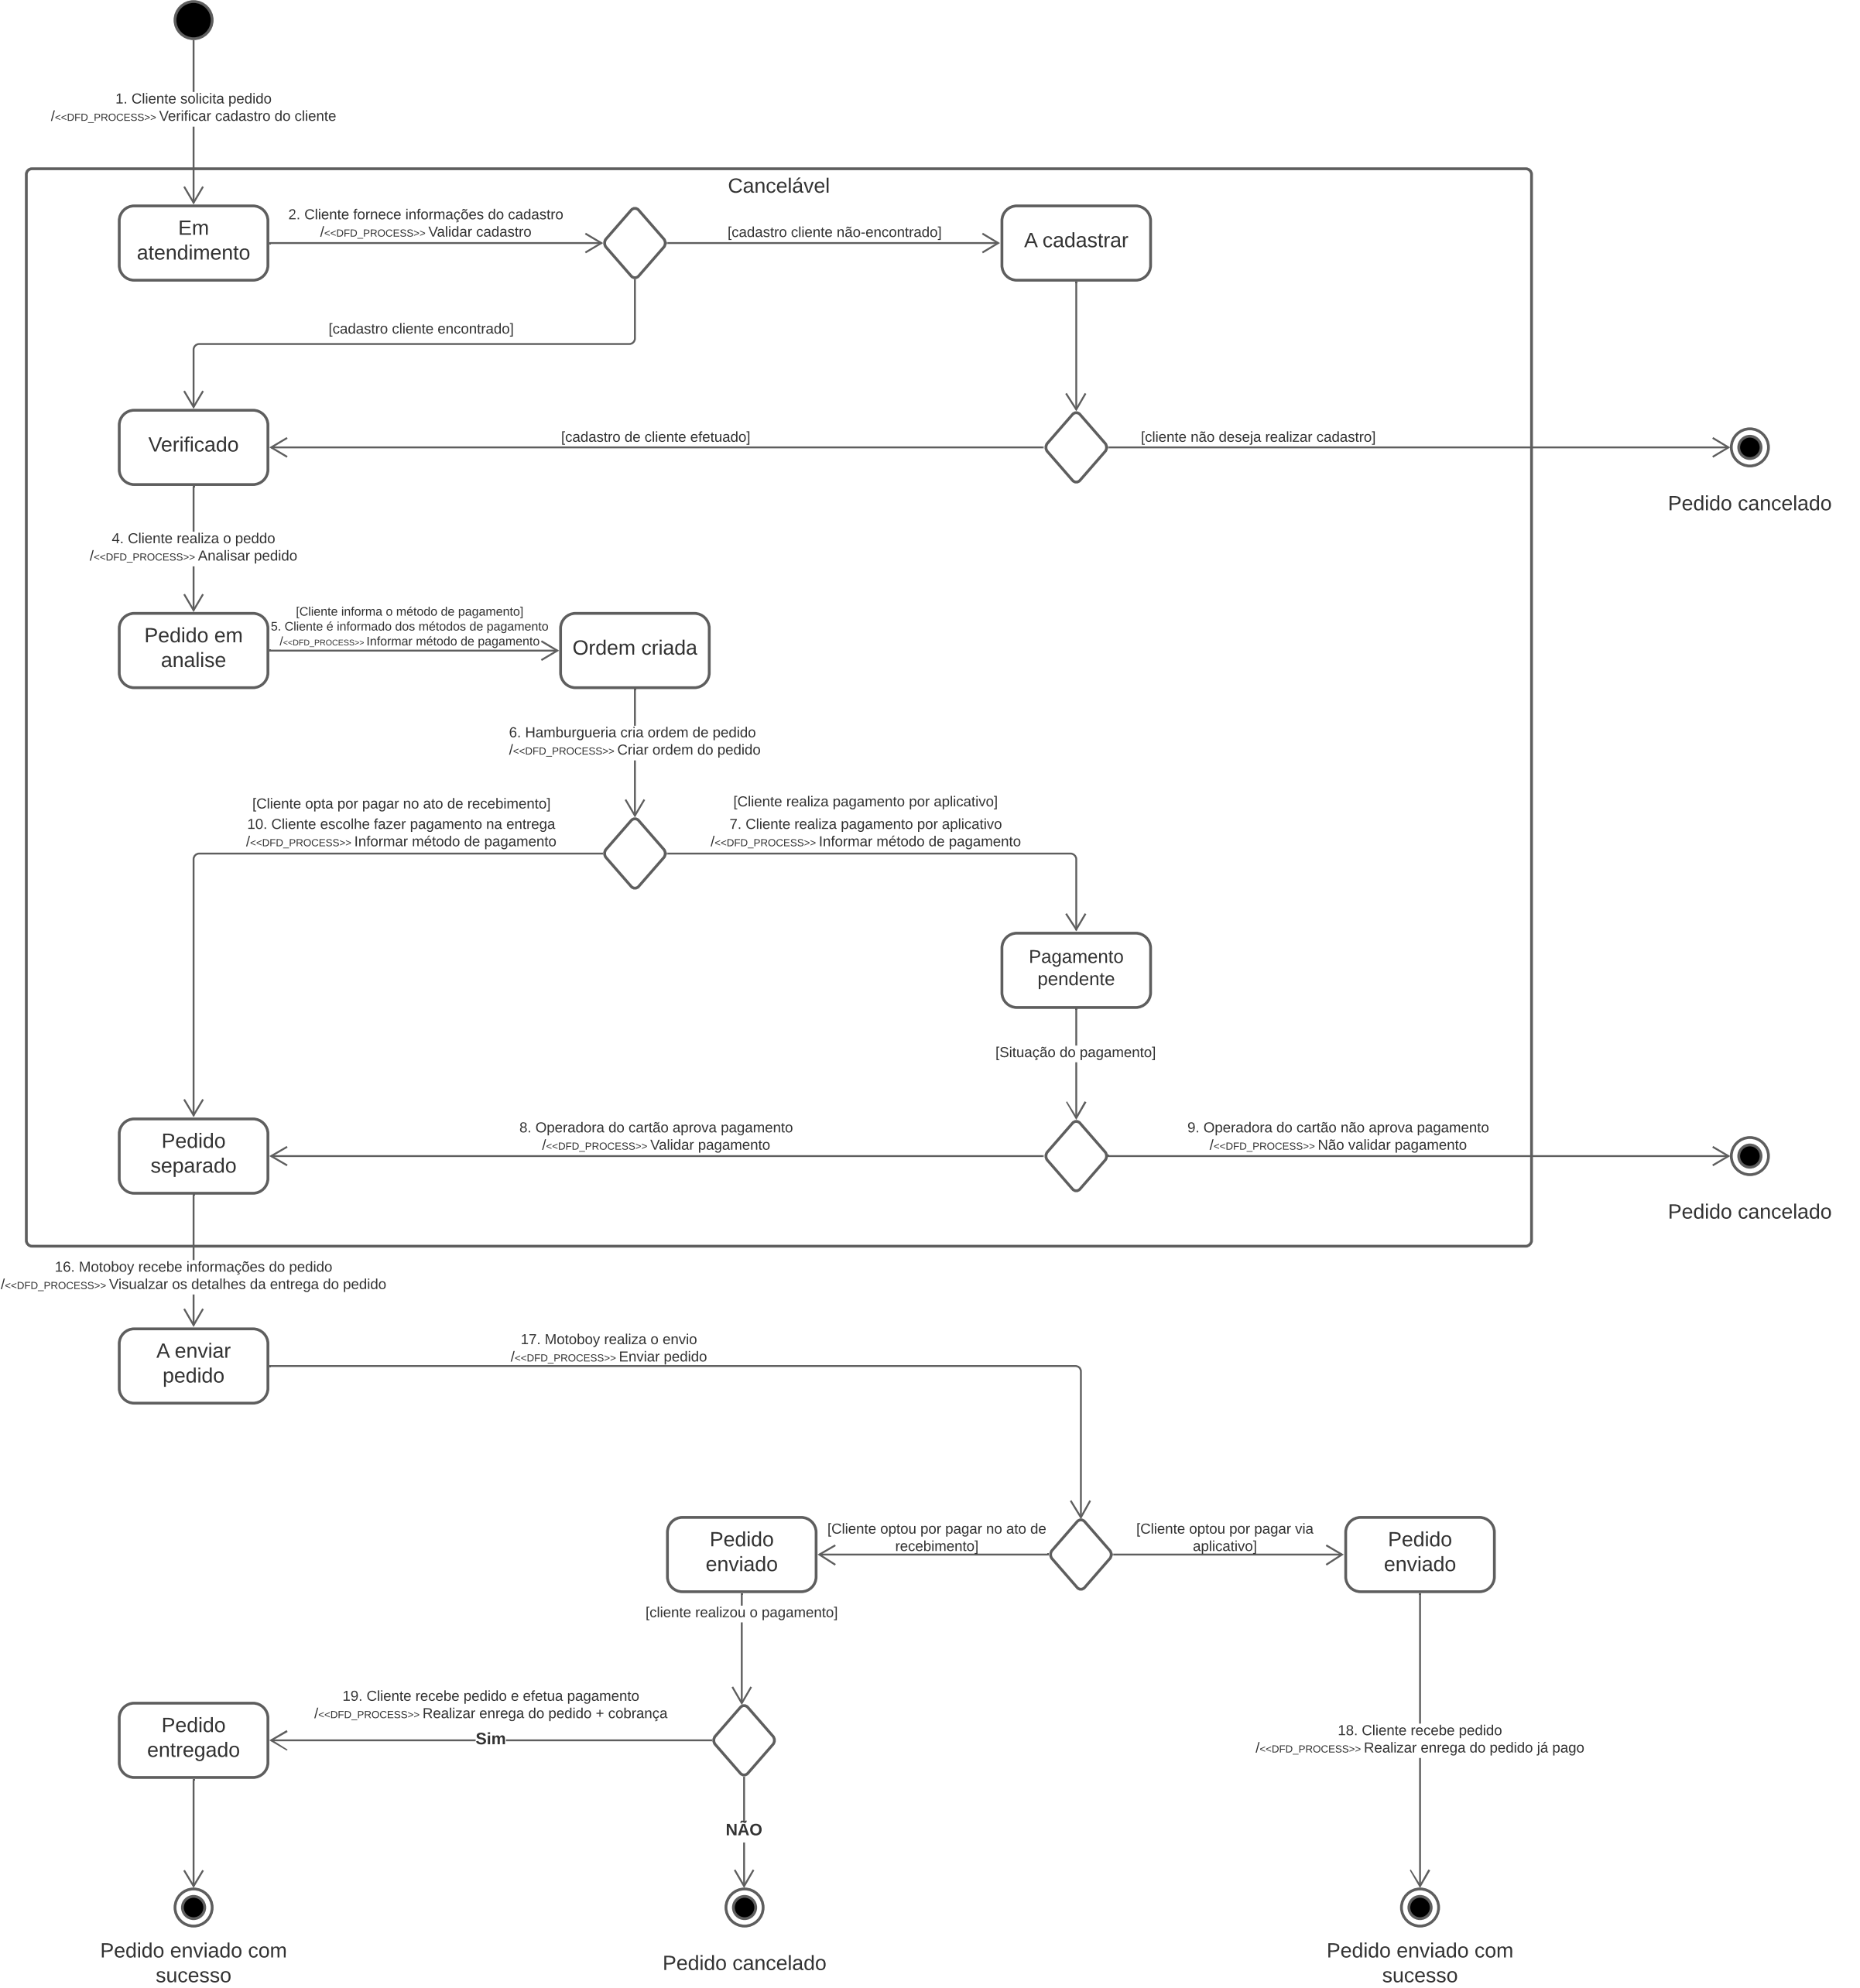 1. Cliente solicita pedido
/<<DFD_PROCESS>> Verificar cadastro do cliente
Cancelável
Em
atendimento
2. Cliente fornece informações do cadastro
/<<DFD_PROCESS>> Validar cadastro
[cadastro cliente não-encontrado]
A cadastrar
[cadastro cliente encontrado]
Verificado
[cadastro de cliente efetuado]
[cliente não deseja realizar cadastro]
Pedido cancelado
4. Cliente realiza o peddo
/<<DFD_PROCESS>> Analisar pedido
Pedido em
analise
[Cliente informa o método de pagamento]
5. Cliente é informado dos métodos de pagamento
/<<DFD_PROCESS>> Informar método de pagamento
Ordem criada
6. Hamburgueria cria ordem de pedido
/<<DFD_PROCESS>> Criar ordem do pedido
[Cliente opta por pagar no ato de recebimento]
10. Cliente escolhe fazer pagamento na entrega
/<<DFD_PROCESS>> Informar método de pagamento
[Cliente realiza pagamento por aplicativo]
7. Cliente realiza pagamento por aplicativo
/<<DFD_PROCESS>> Informar método de pagamento
Pagamento
pendente
[Situação do pagamento]
Pedido
separado
8. Operadora do cartão aprova pagamento
/<<DFD_PROCESS>> Validar pagamento
9. Operadora do cartão não aprova pagamento
/<<DFD_PROCESS>> Não validar pagamento
Pedido cancelado
16. Motoboy recebe informações do pedido
/<<DFD_PROCESS>> Visualzar os detalhes da entrega do pedido
A enviar
pedido
17. Motoboy realiza o envio
/<<DFD_PROCESS>> Enviar pedido
Pedido
enviado
[Cliente optou por pagar no ato de
recebimento]
[Cliente optou por pagar via
aplicativo]
Pedido
enviado
[cliente realizou o pagamento]
19. Cliente recebe pedido e efetua pagamento
/<<DFD_PROCESS>> Realizar enrega do pedido + cobrança
Sim
Pedido
entregado
18. Cliente recebe pedido
/<<DFD_PROCESS>> Realizar enrega do pedido já pago
NÃO
Pedido enviado com
sucesso
Pedido cancelado
Pedido enviado com
sucesso